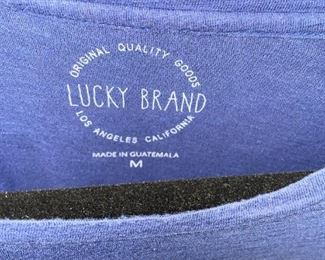 ORIGINAL QUALITY GOODS
LUCKY BRAND
LOS ANGELES CALIFORNIA
MADE IN GUATEMALA
M